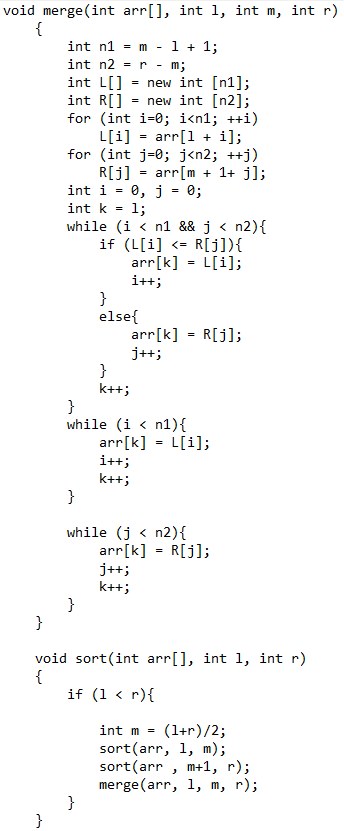 void merge(int arr[], int l, int m, int r)
{
int n1 = m - l + 1;
int n2 = r - m;
int L[] = new int [n1];
int R[] = new int [n2];
for (int i=0; i<n1; ++i)
L[i] = arr[l + i];
for (int j=0; j<n2; ++j)
R[j] = arr[m + 1+ j];
int i = 0, j = 0;
int k = l;
while (i < n1 && j < n2){
if (L[i] <= R[j]){
arr[k] = L[i];
i++;
}
else{
arr[k] = R[j];
j++;
}
k++;
}
while (i < n1){
arr[k] = L[i];
i++;
k++;
}
while (j < n2){
arr[k] = R[j];
j++;
k++;
}
}
void sort(int arr[], int l, int r)
{
if (l < r){
int m = (l+r)/2;
sort(arr, l, m);
sort(arr , m+1, r);
merge(arr, l, m, r);
}
}